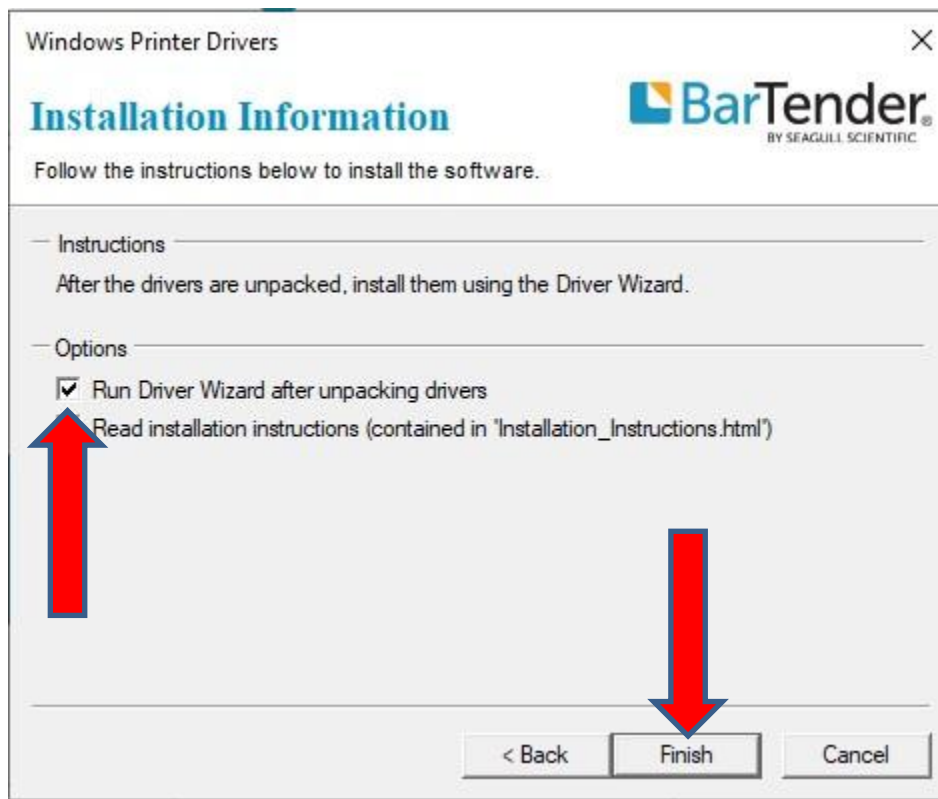 Windows Printer Drivers
Installation Information
BarTender®
BY SEAGULL SCIENTIFIC
Follow the instructions below to install the software.
Instructions
After the drivers are unpacked, install them using the Driver Wizard.
Options
Run Driver Wizard after unpacking drivers
Read installation instructions (contained in 'Installation_Instructions.html')
< Back Finish Cancel